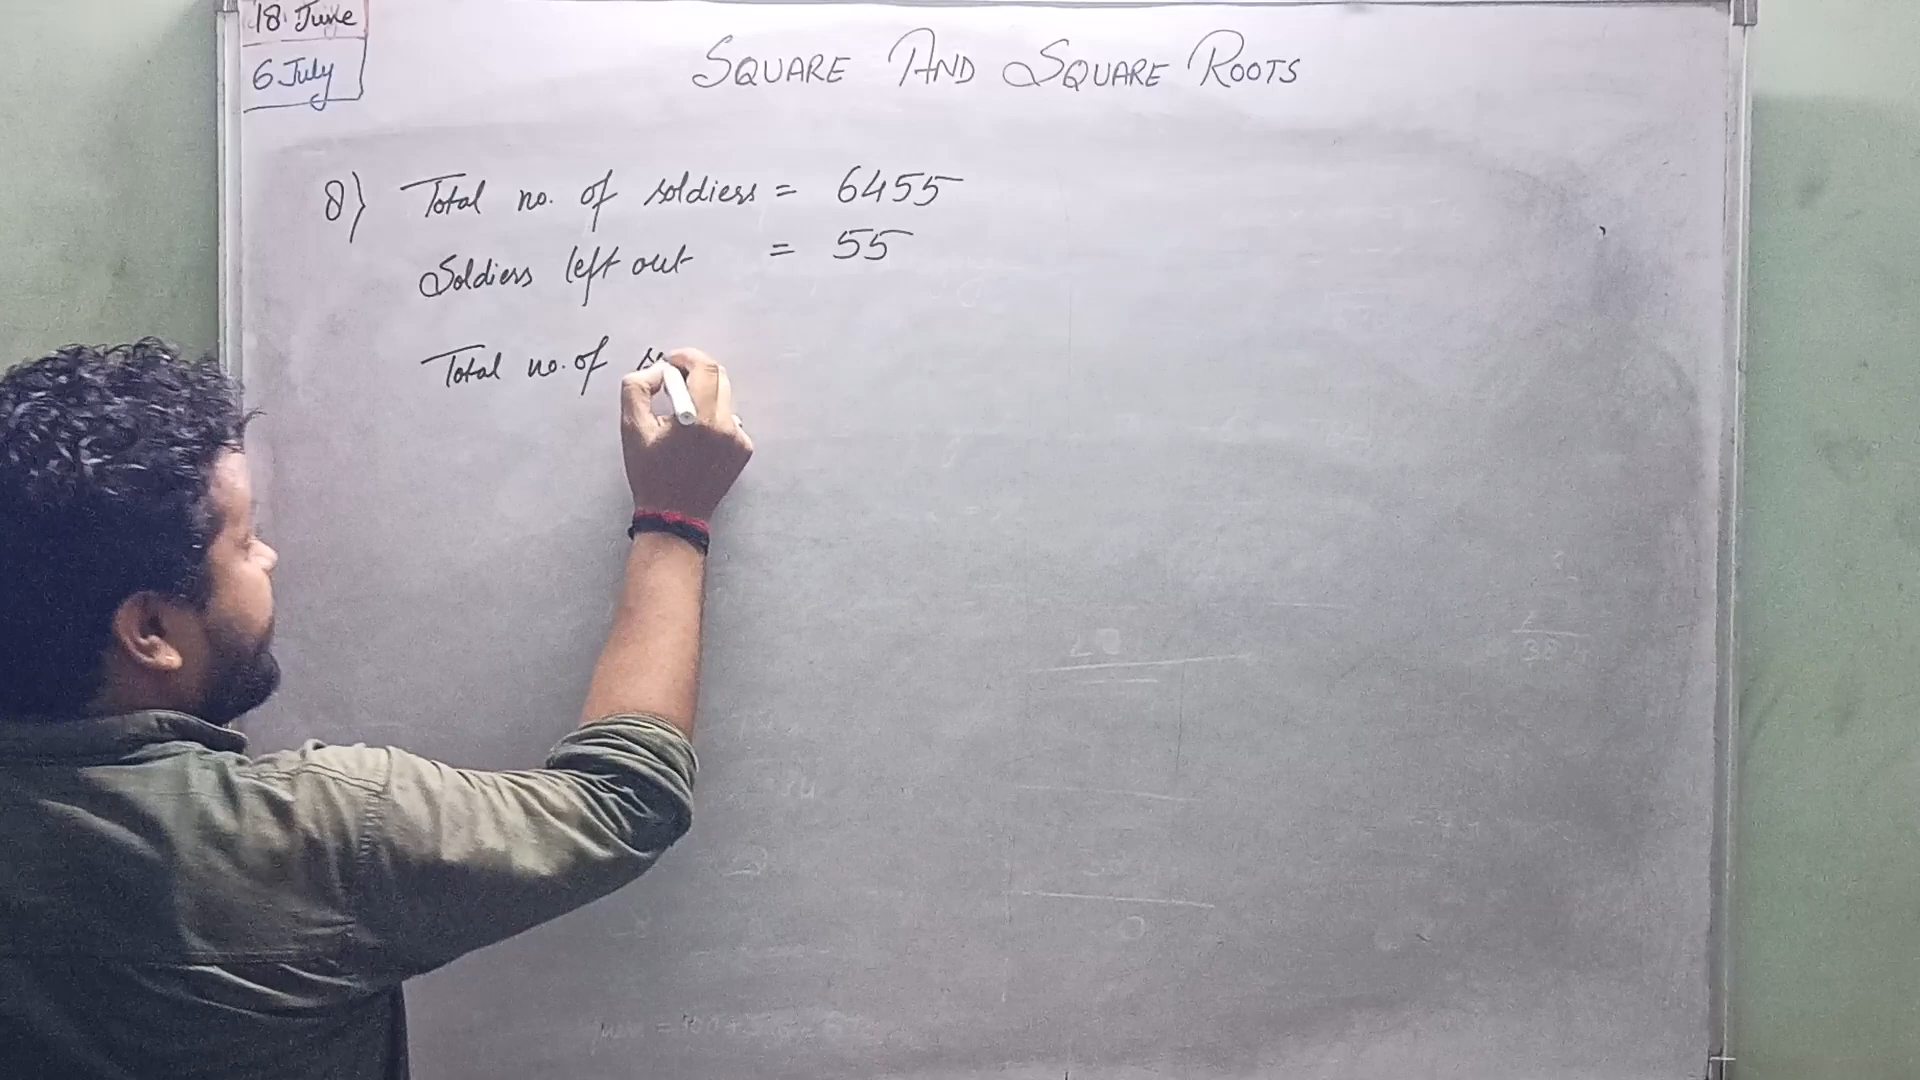 18. June
6 July
SQUARE AND SQUARE ROOTS
8) Total no. of soldiers = 6455
Soldiers left out = 55
Total no. of